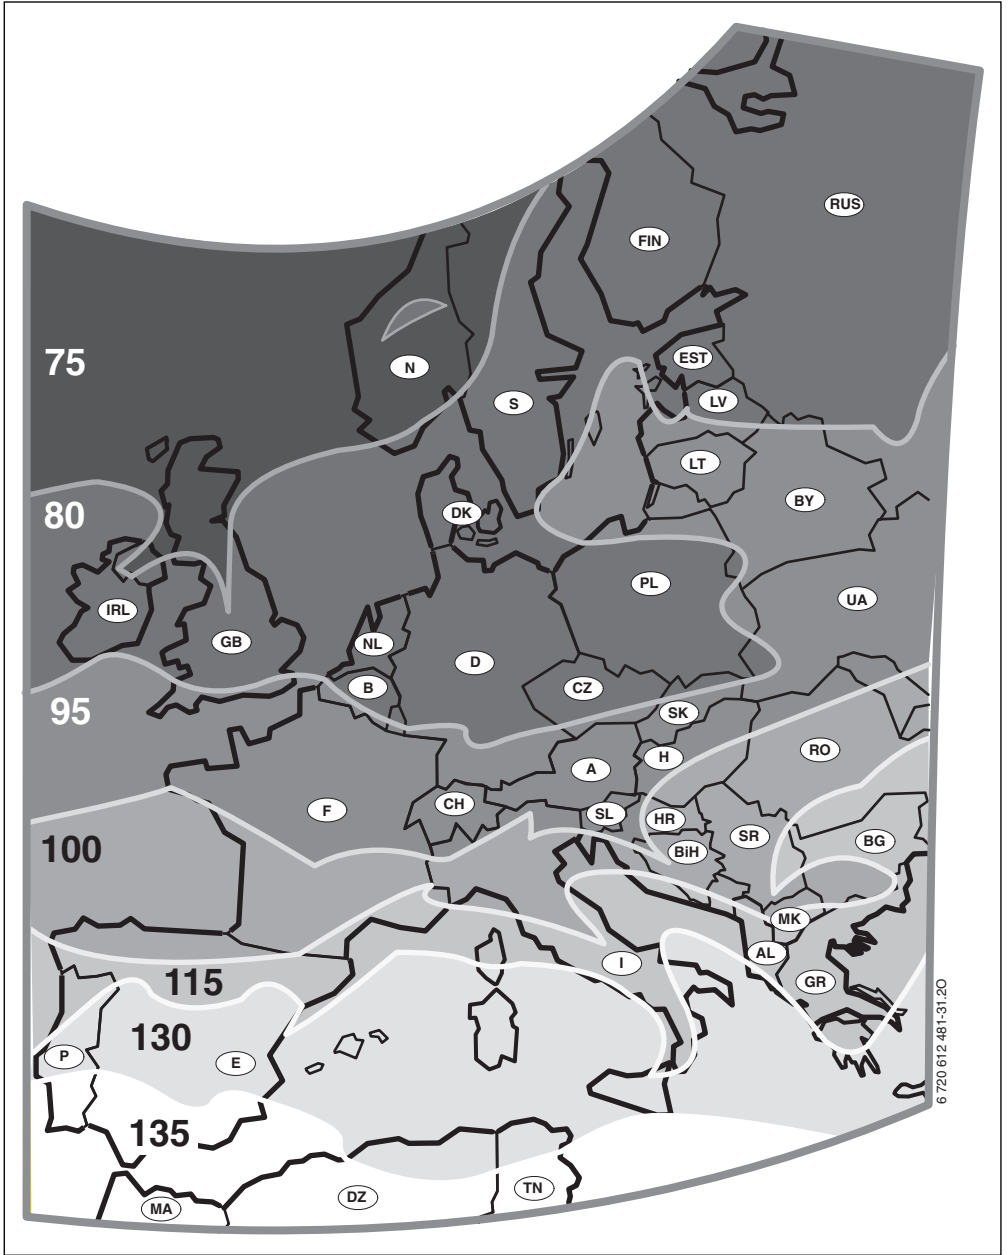 RUS
FIN
75
N
EST
S
LV
LT
80
DK
BY
PL
IRL
UA
GB
NL
D
B
CZ
95
SK
RO
H
A
F
CH
SL
HR
SR
100
BiH
BG
MK
AL
I
115
GR
130
P
E
135
TN
DZ
MA
6 720 612 481-31.2O